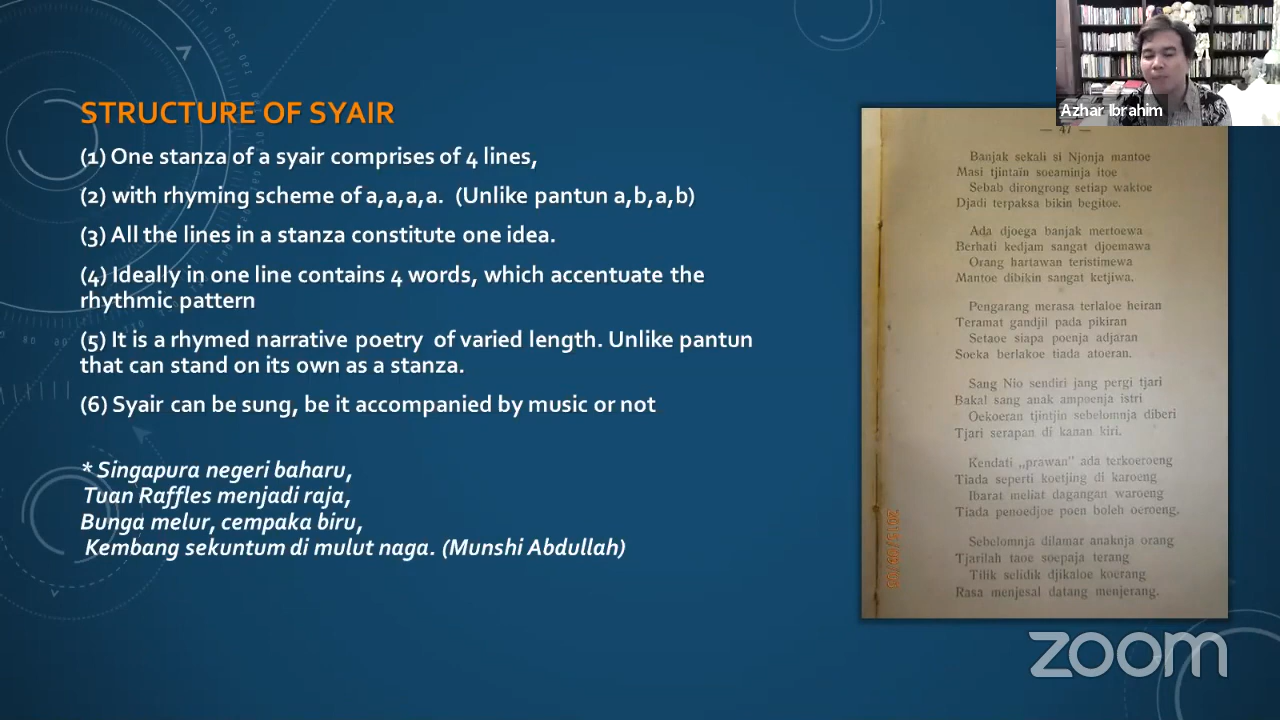 STRUCTURE OF SYAIR
(1) One stanza of a syair comprises of 4 lines,
(2) with rhyming scheme of a,a,a,a. (Unlike pantun a,b,a,b)
(3) All the lines in a stanza constitute one idea.
(4) Ideally in one line contains 4 words, which accentuate the
rhythmic pattern
(5) It is a rhymed narrative poetry of varied length. Unlike pantun
that can stand on its own as a stanza.
(6) Syair can be sung, be it accompanied by music or not
* Singapura negeri baharu,
Tuan Raffles menjadi raja,
Bunga melur, cempaka biru,
Kembang sekuntum di mulut naga. (Munshi Abdullah)
Azhar Ibrahim
— 47 —
Banjak sekali si Njonja mantoe
Masi tjintain soeaminja itoe
Sebab dirongrong setiap waktoe
Djadi terpaksa bikin begitoe.
Ada djoega banjak mertoewa
Berhati kedjam sangat djoemawa
Orang hartawan teristimewa
Mantoe dibikin sangat ketjiwa.
Pengarang merasa terlaloe heiran
Teramat gandjil pada pikiran
Setaoe siapa poenja adjaran
Soeka berlakoe tiada atoeran.
Sang Nio sendiri jang pergi tjari
Bakal sang anak ampoenja istri
Oekoeran tjintjin sebelomnja diberi
Tjari serapan di kanan kiri.
Kendati „prawan" ada terkoeroeng
Tiada seperti koetjing di karoeng
Ibarat meliat dagangan waroeng
Tiada penoedjoe poen boleh oeroeng.
Sebelomnja dilamar anaknja orang
Tjarilah taoe soepaja terang
Tilik selidik djikaloe koerang
Rasa menjesal datang menjerang.
zoom